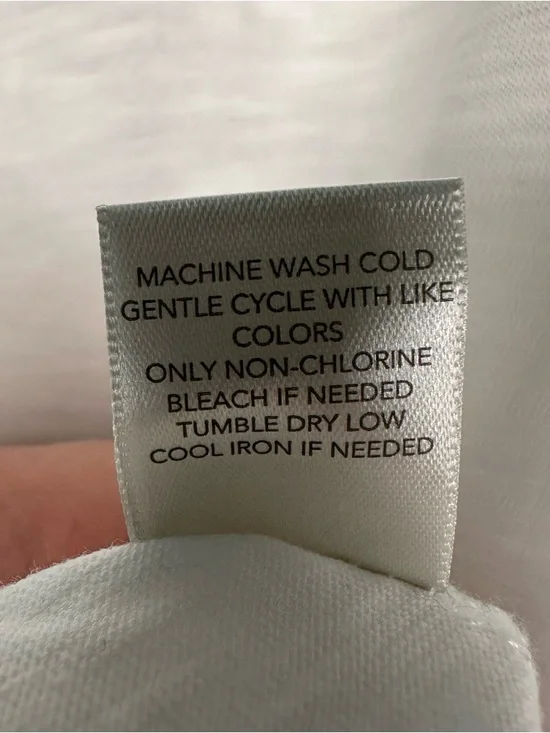 MACHINE WASH COLD
GENTLE CYCLE WITH LIKE
COLORS
ONLY NON-CHLORINE
BLEACH IF NEEDED
TUMBLE DRY LOW
COOL IRON IF NEEDED